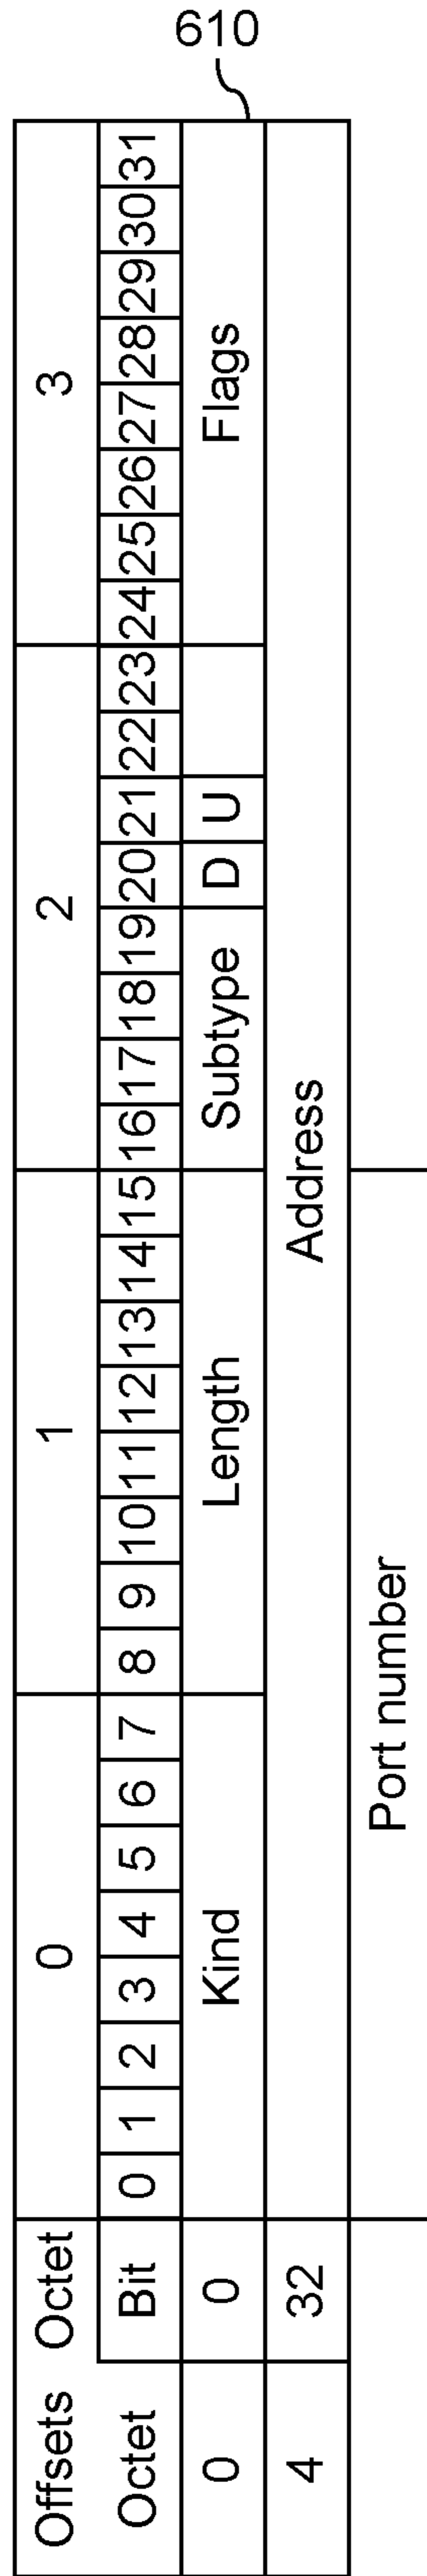 610
Offsets Octet 0 1 2 3
Octet Bit 0 1 2 3 4 5 6 7 8 9 10 11 12 13 14 15 16 17 18 19 20 21 22 23 24 25 26 27 28 29 30 31
0 0 Kind Length Subtype D U Flags
4 32 Address
Port number